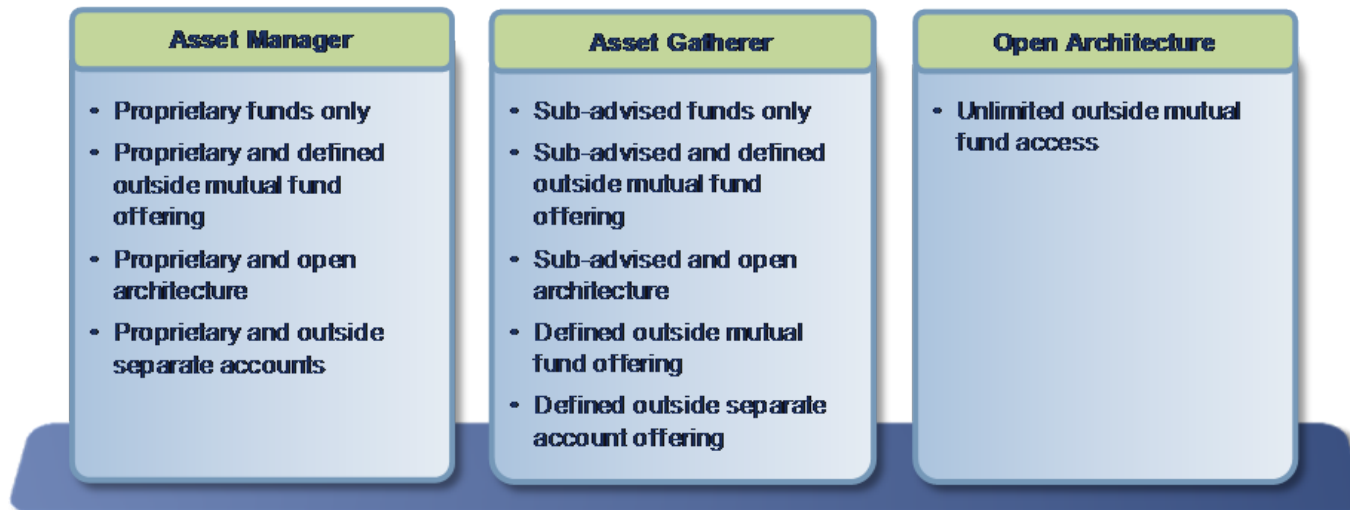 Asset Manager
• Proprietary funds only
• Proprietary and defined
outside mutual fund
offering
• Proprietary and open
architecture
• Proprietary and outside
separate accounts
Asset Gatherer
• Sub-advised funds only
• Sub-advised and defined
outside mutual fund
offering
• Sub-advised and open
architecture
• Defined outside mutual
fund offering
• Defined outside separate
account offering
Open Architecture
• Unlimited outside mutual
fund access